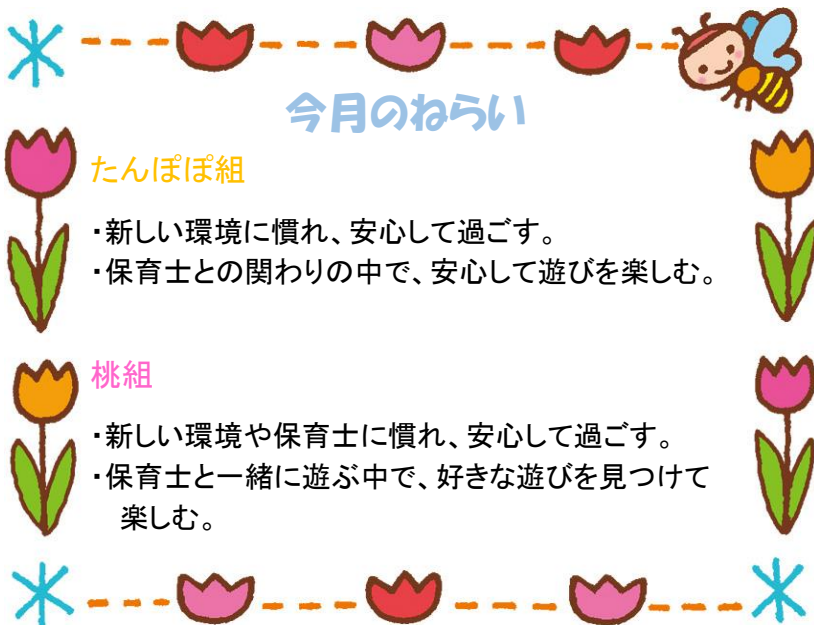 今月のねらい
たんぽぽ組
・新しい環境に慣れ、安心して過ごす。
・保育士との関わりの中で、安心して遊びを楽しむ。
桃組
・新しい環境や保育士に慣れ、安心して過ごす。
・保育士と一緒に遊ぶ中で、好きな遊びを見つけて
楽しむ。